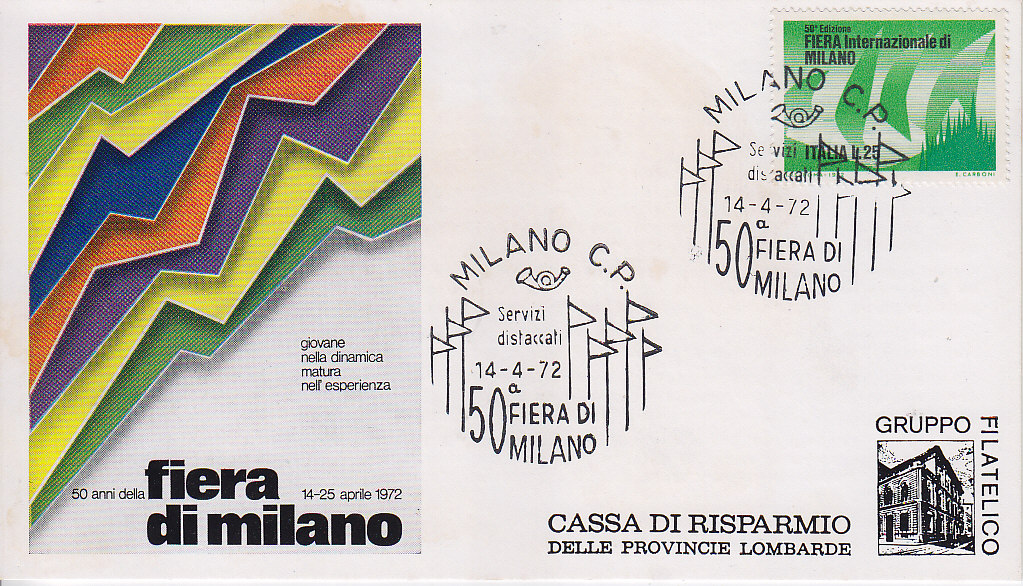 giovane
nella dinamica
matura
nell'esperienza
50 anni della fiera 14-25 aprile 1972
di milano
50ª Edizione
FIERA Internazionale di
MILANO
ITALIA L.25
E. CARBONI
MILANO C.P.
Servizi
distaccati
14-4-72
50ª FIERA DI
MILANO
MILANO C.P.
Servizi
distaccati
14-4-72
50ª FIERA DI
MILANO
CASSA DI RISPARMIO
DELLE PROVINCIE LOMBARDE
GRUPPO
FILATELICO